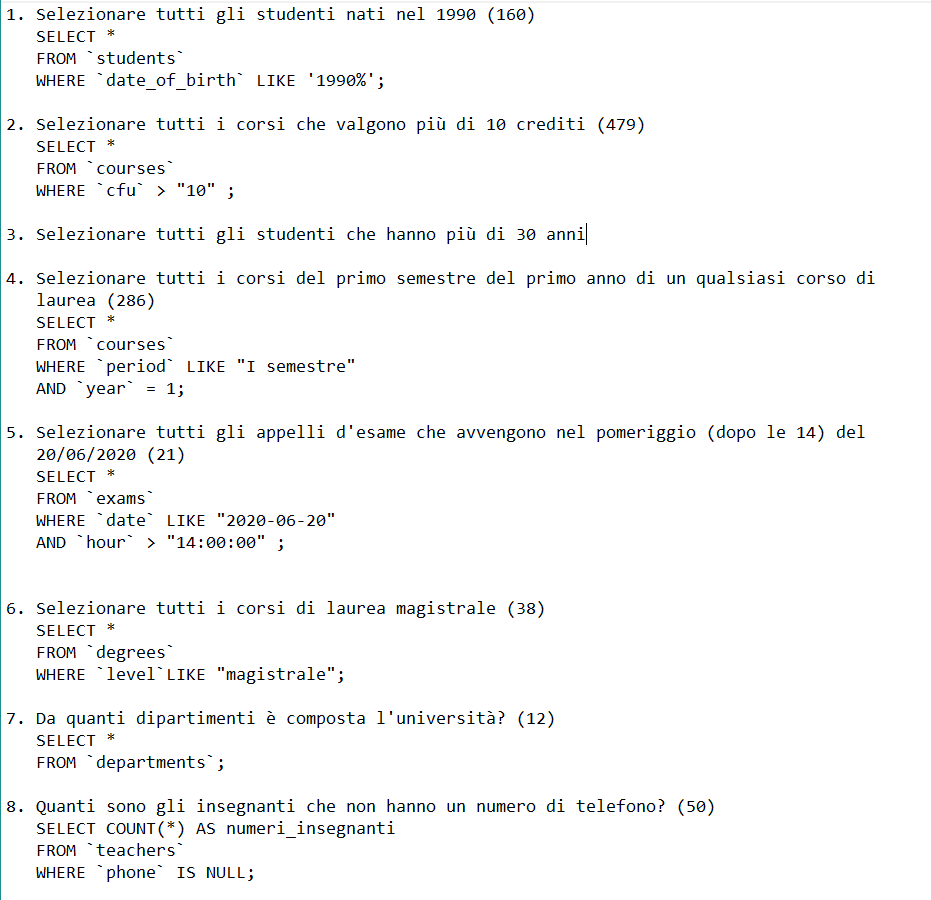 1. Selezionare tutti gli studenti nati nel 1990 (160)
SELECT *
FROM `students`
WHERE `date_of_birth` LIKE '1990%';
2. Selezionare tutti i corsi che valgono più di 10 crediti (479)
SELECT *
FROM `courses`
WHERE `cfu` > "10" ;
3. Selezionare tutti gli studenti che hanno più di 30 anni
4. Selezionare tutti i corsi del primo semestre del primo anno di un qualsiasi corso di
laurea (286)
SELECT *
FROM `courses`
WHERE `period` LIKE "I semestre"
AND `year` = 1;
5. Selezionare tutti gli appelli d'esame che avvengono nel pomeriggio (dopo le 14) del
20/06/2020 (21)
SELECT *
FROM `exams`
WHERE `date` LIKE "2020-06-20"
AND `hour` > "14:00:00" ;
6. Selezionare tutti i corsi di laurea magistrale (38)
SELECT *
FROM `degrees`
WHERE `level`LIKE "magistrale";
7. Da quanti dipartimenti è composta l'università? (12)
SELECT *
FROM `departments`;
8. Quanti sono gli insegnanti che non hanno un numero di telefono? (50)
SELECT COUNT(*) AS numeri_insegnanti
FROM `teachers`
WHERE `phone` IS NULL;